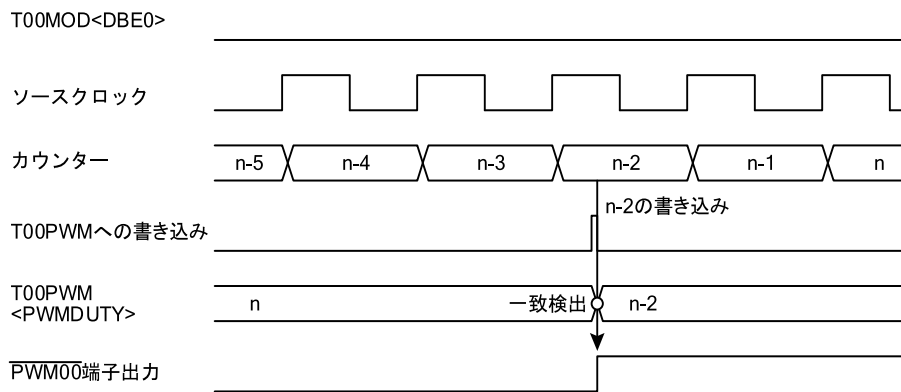 T00MOD<DBE0>
ソースクロック
カウンター
n-5 n-4 n-3 n-2 n-1 n
n-2の書き込み
T00PWMへの書き込み
T00PWM
<PWMDUTY>
n 一致検出 n-2
PWM00端子出力